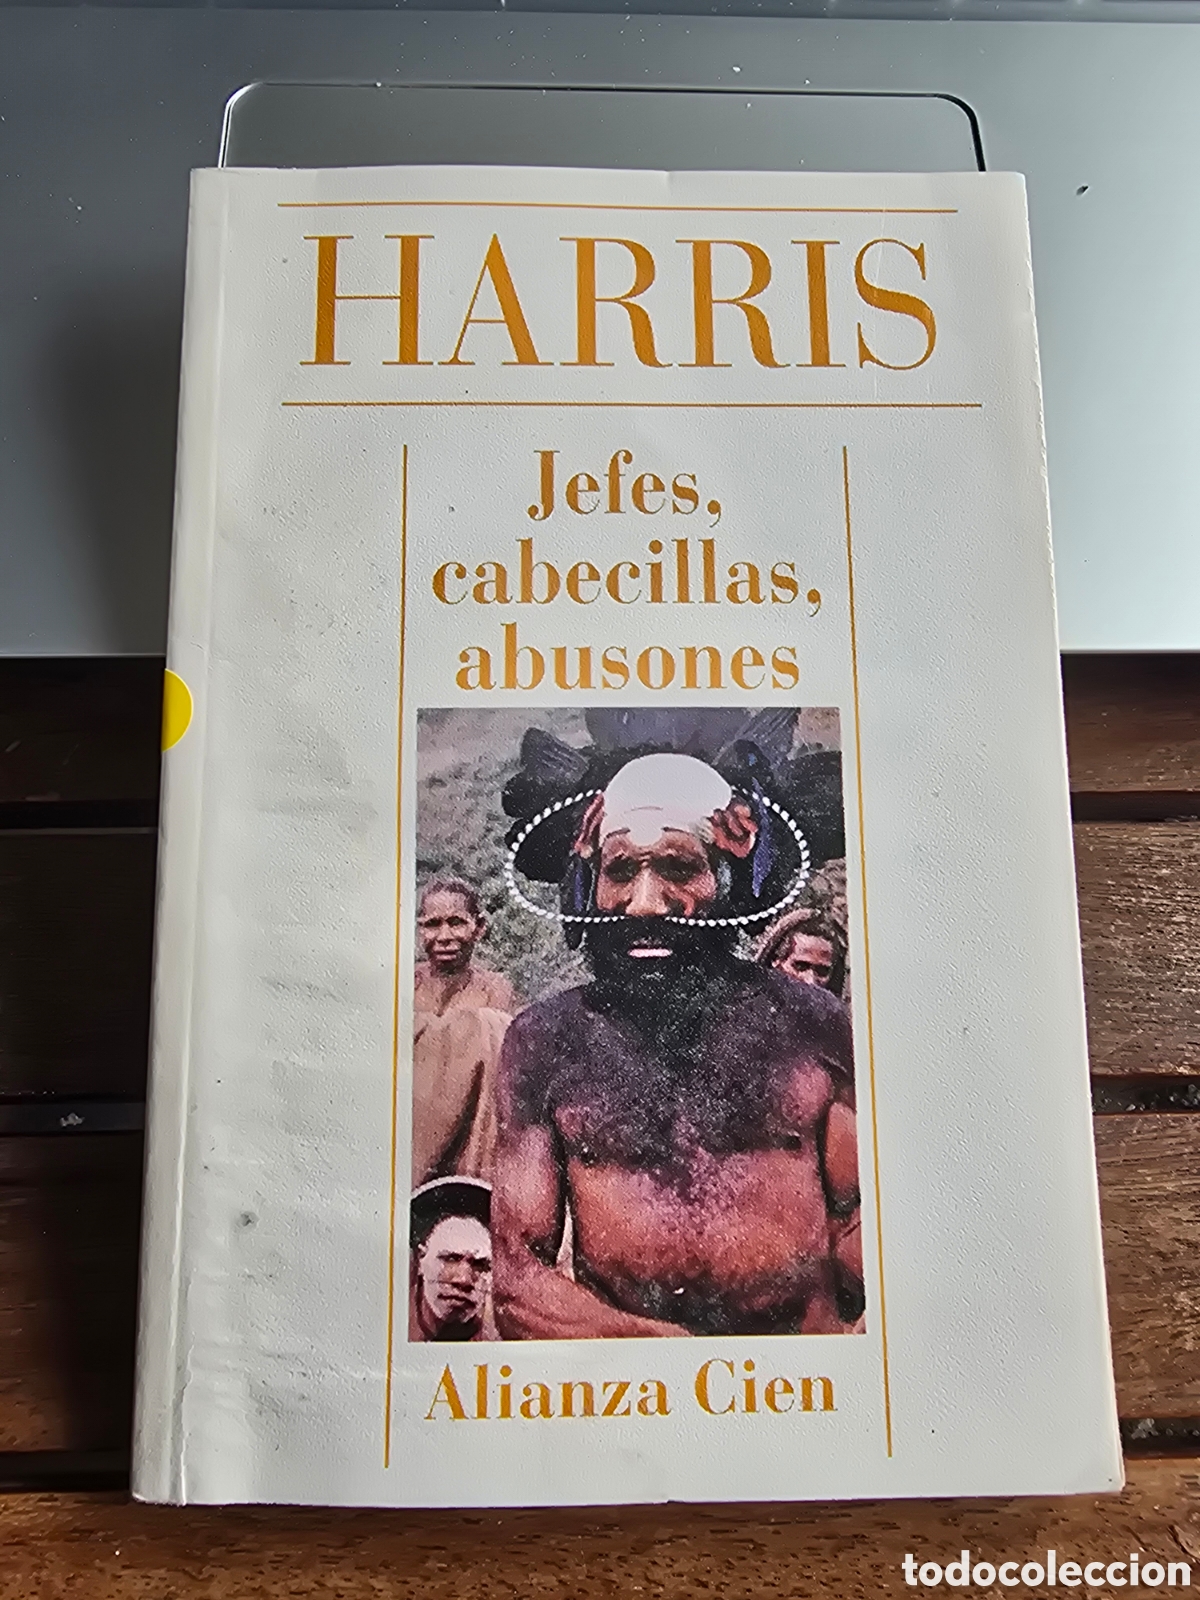 HARRIS
Jefes,
cabecillas,
abusones
Alianza Cien
todocoleccion